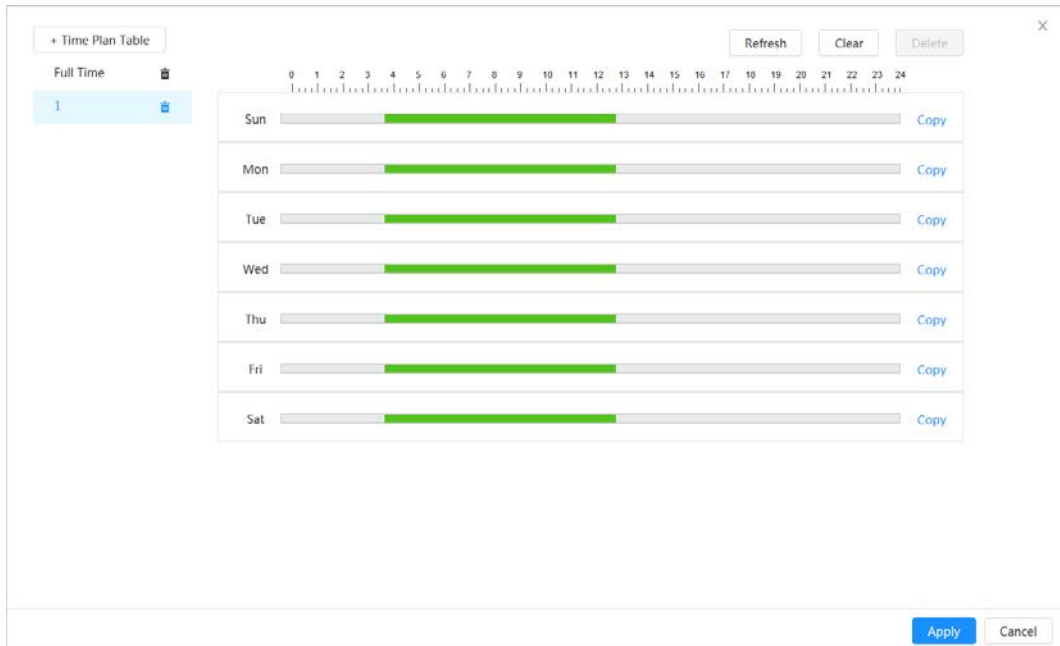 X
+ Time Plan Table
Refresh Clear Delete
Full Time
0 1 2 3 4 5 6 7 8 9 10 11 12 13 14 15 16 17 18 19 20 21 22 23 24
1
Sun Copy
Mon Copy
Tue Copy
Wed Copy
Thu Copy
Fri Copy
Sat Copy
Apply Cancel